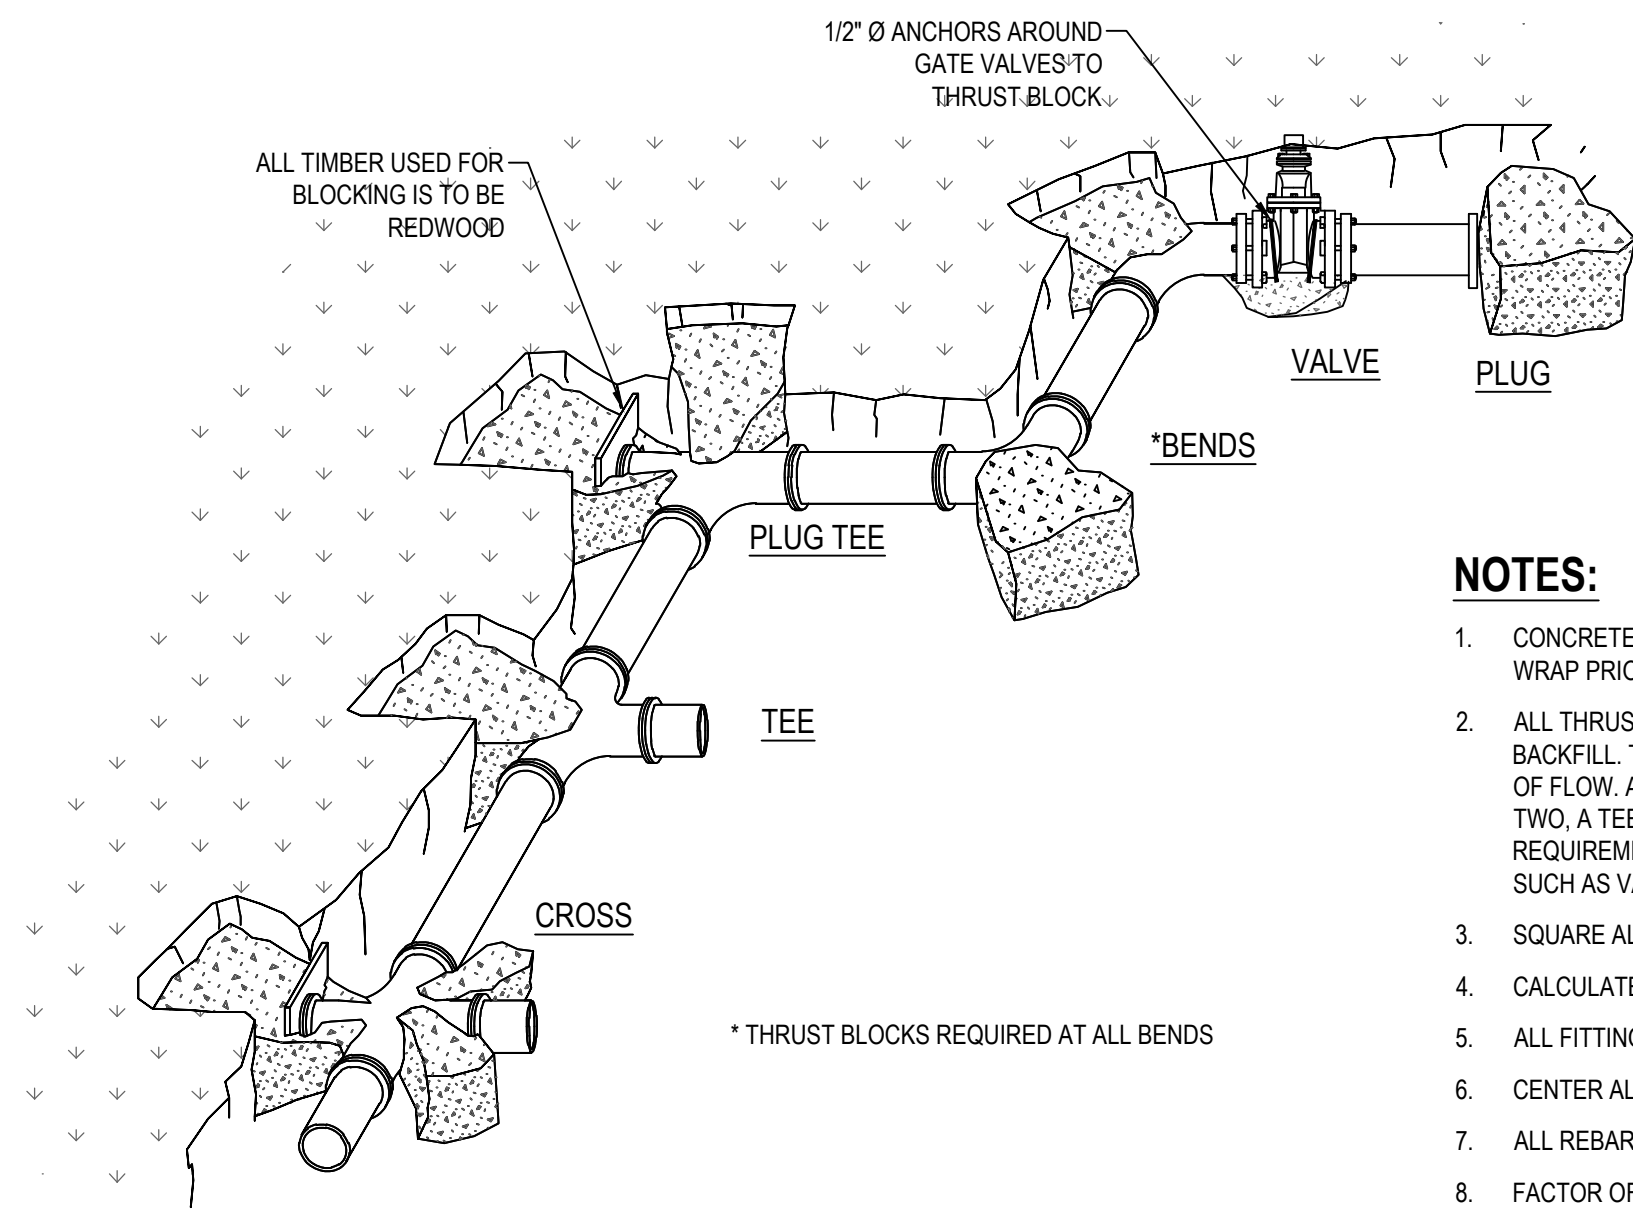 1/2" Ø ANCHORS AROUND
GATE VALVES TO
THRUST BLOCK
ALL TIMBER USED FOR
BLOCKING IS TO BE
REDWOOD
VALVE
PLUG
*BENDS
PLUG TEE
TEE
CROSS
* THRUST BLOCKS REQUIRED AT ALL BENDS
NOTES:
1. CONCRETE
WRAP PRIO
2. ALL THRUS
BACKFILL. T
OF FLOW. A
TWO, A TEE
REQUIREM
SUCH AS VA
3. SQUARE AL
4. CALCULATE
5. ALL FITTING
6. CENTER AL
7. ALL REBAR
8. FACTOR OF